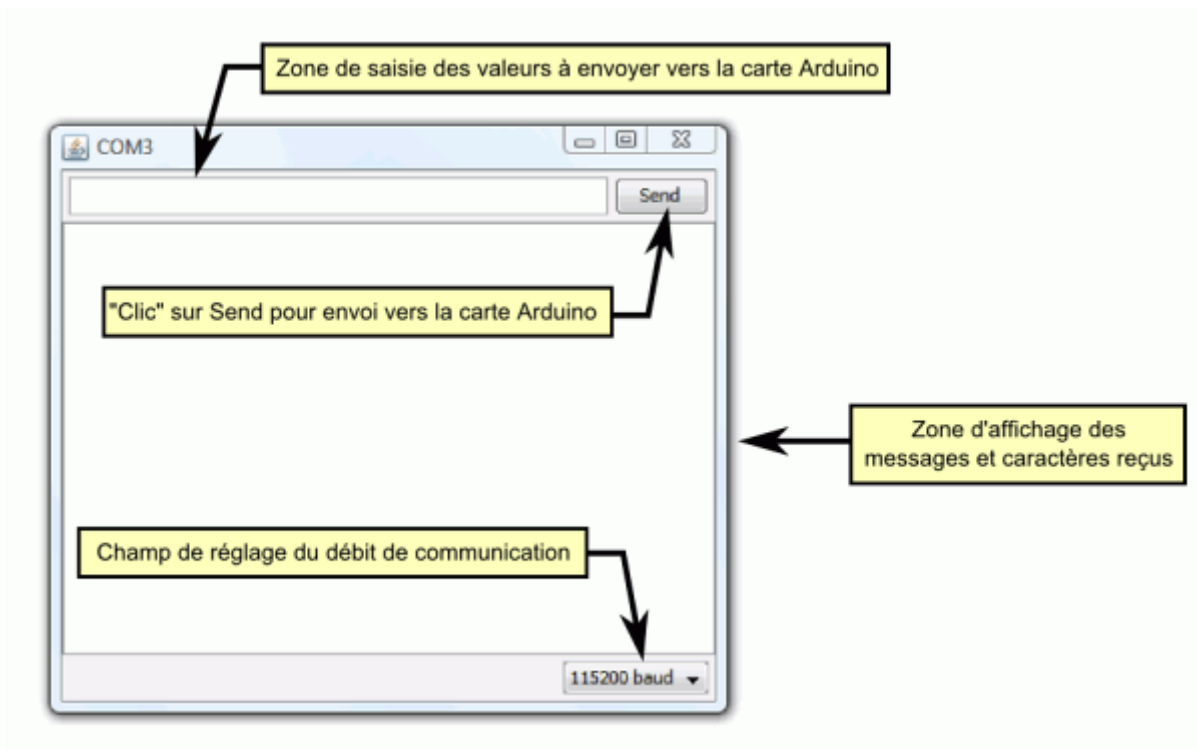 Zone de saisie des valeurs à envoyer vers la carte Arduino
COM3
Send
"Clic" sur Send pour envoi vers la carte Arduino
Zone d'affichage des
messages et caractères reçus
Champ de réglage du débit de communication
115200 baud